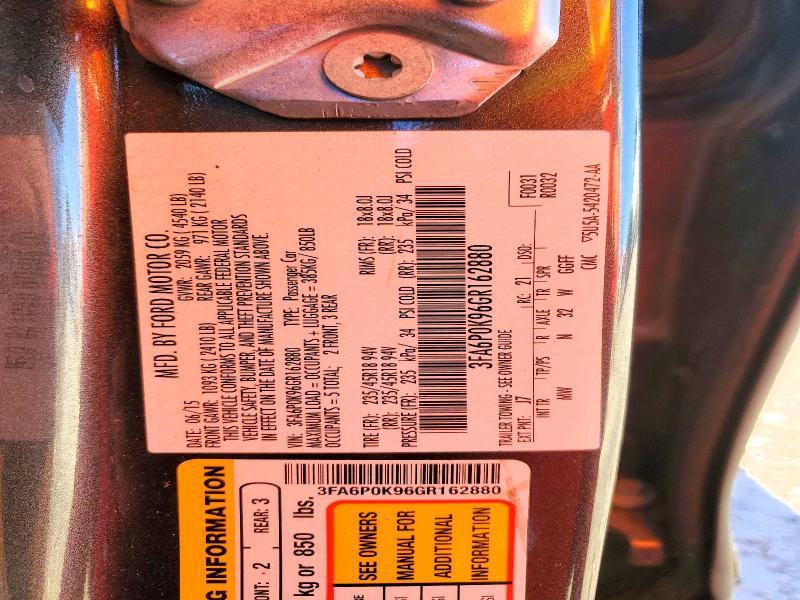 MFD. BY FORD MOTOR CO.
DATE: 06/15 GVWR: 2059 KG ( 4540 LB)
FRONT GAWR: 1093 KG ( 2410 LB) REAR GAWR: 971 KG ( 2140 LB)
THIS VEHICLE CONFORMS TO ALL APPLICABLE FEDERAL MOTOR
VEHICLE SAFETY, BUMPER, AND THEFT PREVENTION STANDARDS
IN EFFECT ON THE DATE OF MANUFACTURE SHOWN ABOVE.
VIN: 3FA6P0K96GR162880 TYPE: Passenger Car
MAXIMUM LOAD = OCCUPANTS + LUGGAGE = 385KG/ 850LB
OCCUPANTS = 5 TOTAL; 2 FRONT, 3 REAR
TIRE (FR): 235/45R18 94V RIMS (FR): 18x8.0J
(RR): 235/45R18 94V (RR): 18x8.0J
PRESSURE (FR): 235 kPa/ 34 PSI COLD (RR): 235 kPa/ 34 PSI COLD
3FA6P0K96GR162880
TRAILER TOWING - SEE OWNER GUIDE
F0031
R0032
EXT PNT: J7 RC: 21 DSO:
INT TR TP/PS R AXLE TR SPR
MW N 32 W GGFF
CMC ▽5U5A-5420472-AA
3FA6P0K96GR162880
G INFORMATION
ONT: 2 REAR: 3
kg or 850 lbs.
SEE OWNERS
MANUAL FOR
ADDITIONAL
INFORMATION